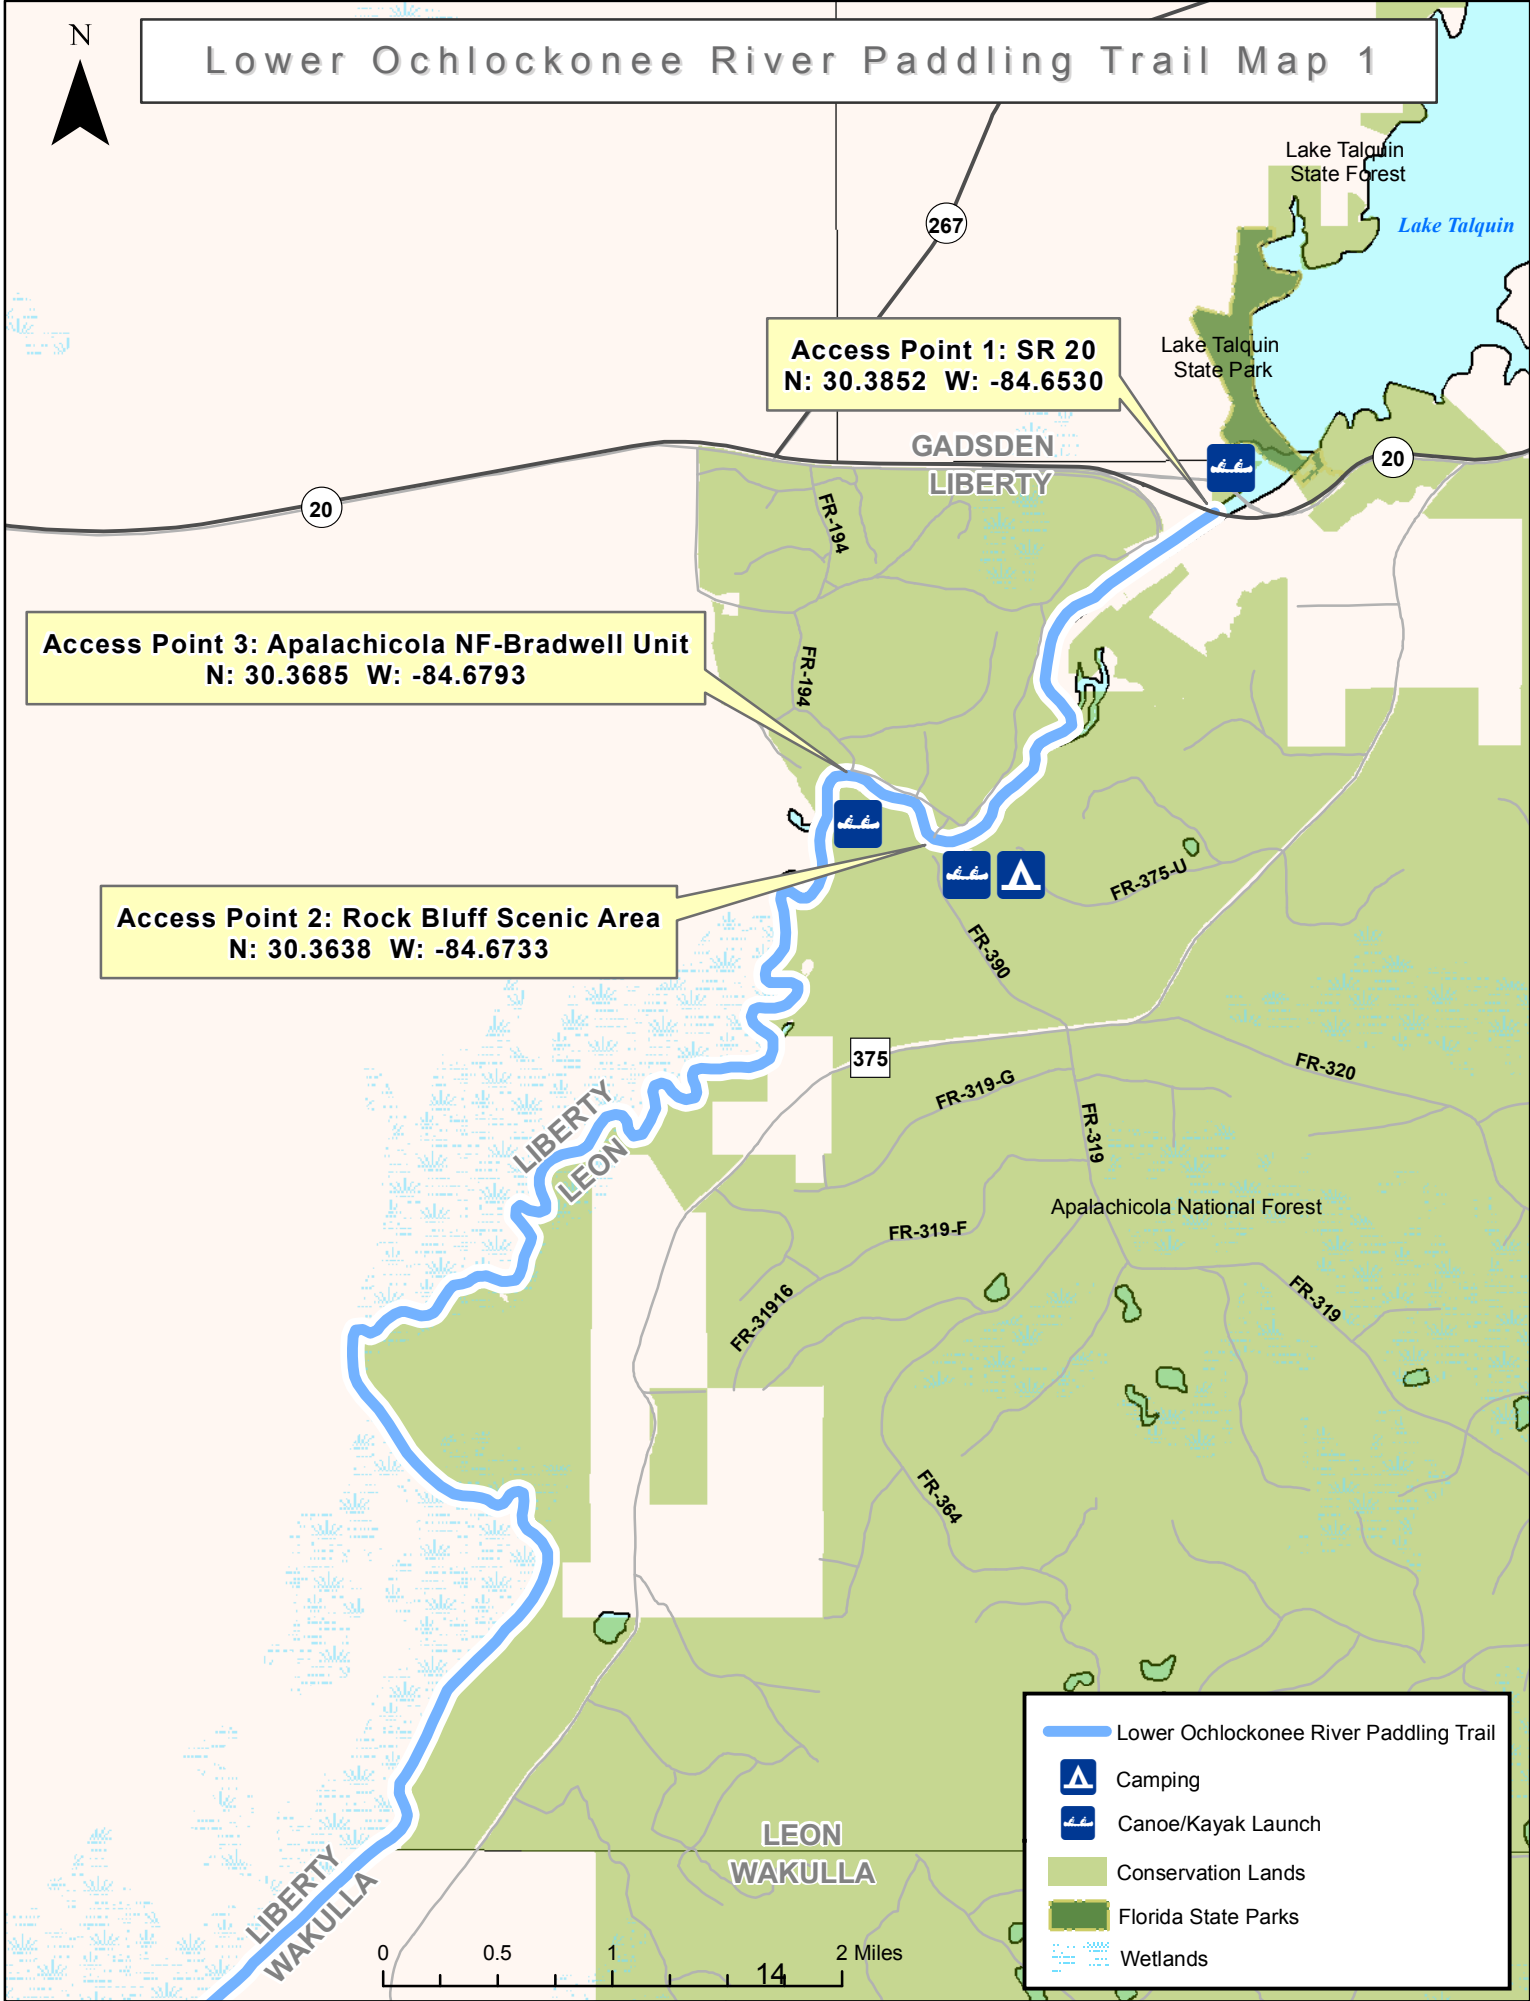 N
Lower Ochlockonee River Paddling Trail Map 1
Lake Talquin
State Forest
Lake Talquin
267
Access Point 1: SR 20
N: 30.3852 W: -84.6530
Lake Talquin
State Park
GADSDEN
LIBERTY
20
20
FR-194
Access Point 3: Apalachicola NF-Bradwell Unit
N: 30.3685 W: -84.6793
FR-194
Access Point 2: Rock Bluff Scenic Area
N: 30.3638 W: -84.6733
FR-375-U
FR-390
375
FR-320
FR-319-G
FR-319
LIBERTY
LEON
Apalachicola National Forest
FR-319-F
FR-319
FR-31916
FR-364
LEON
WAKULLA
LIBERTY
WAKULLA
0 0.5 1 2 Miles
14
Lower Ochlockonee River Paddling Trail
Camping
Canoe/Kayak Launch
Conservation Lands
Florida State Parks
Wetlands